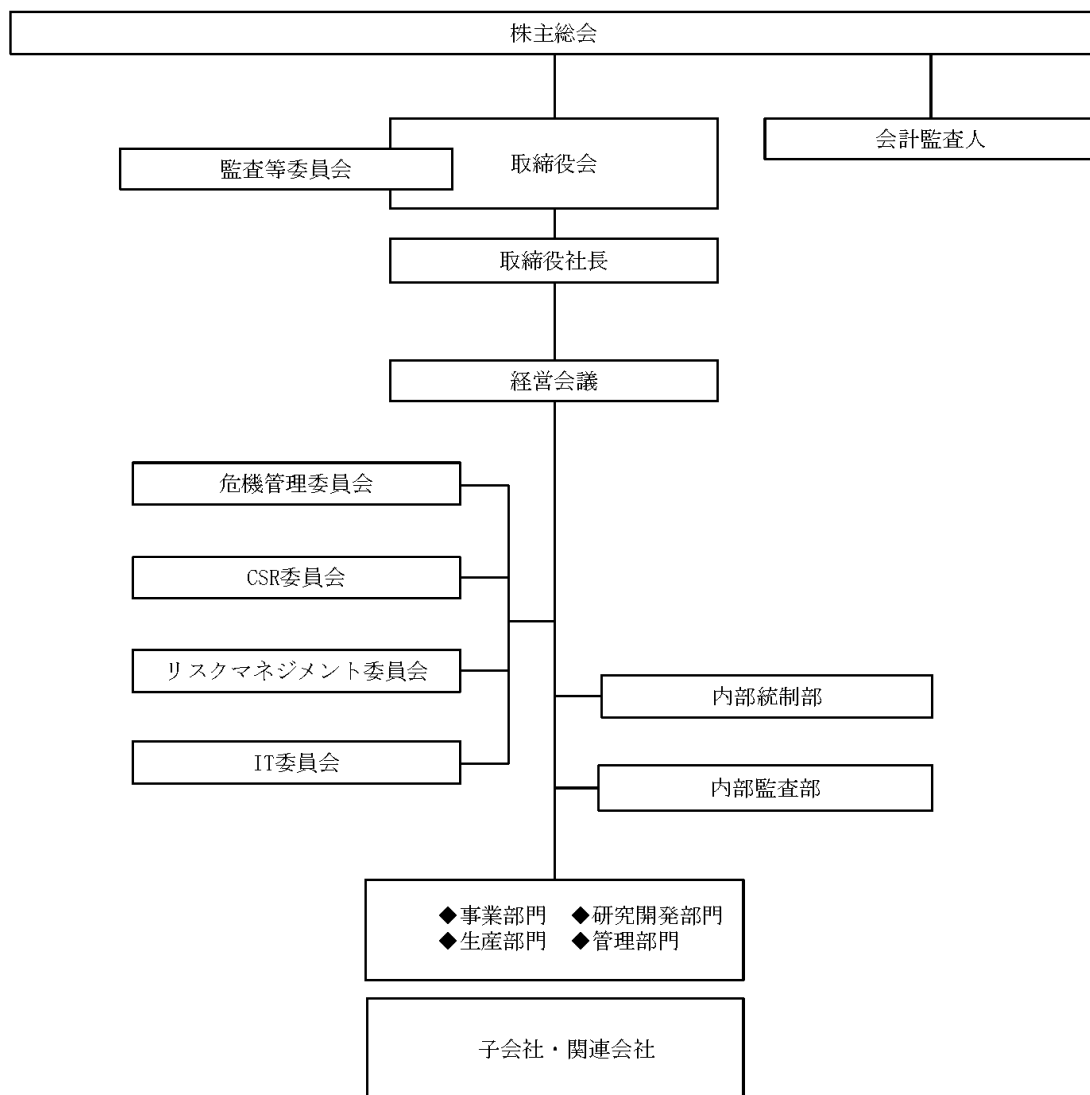 株主総会
会計監査人
監査等委員会
取締役会
取締役社長
経営会議
危機管理委員会
CSR委員会
リスクマネジメント委員会
内部統制部
IT委員会
内部監査部
◆事業部門 ◆研究開発部門
◆生産部門 ◆管理部門
子会社・関連会社